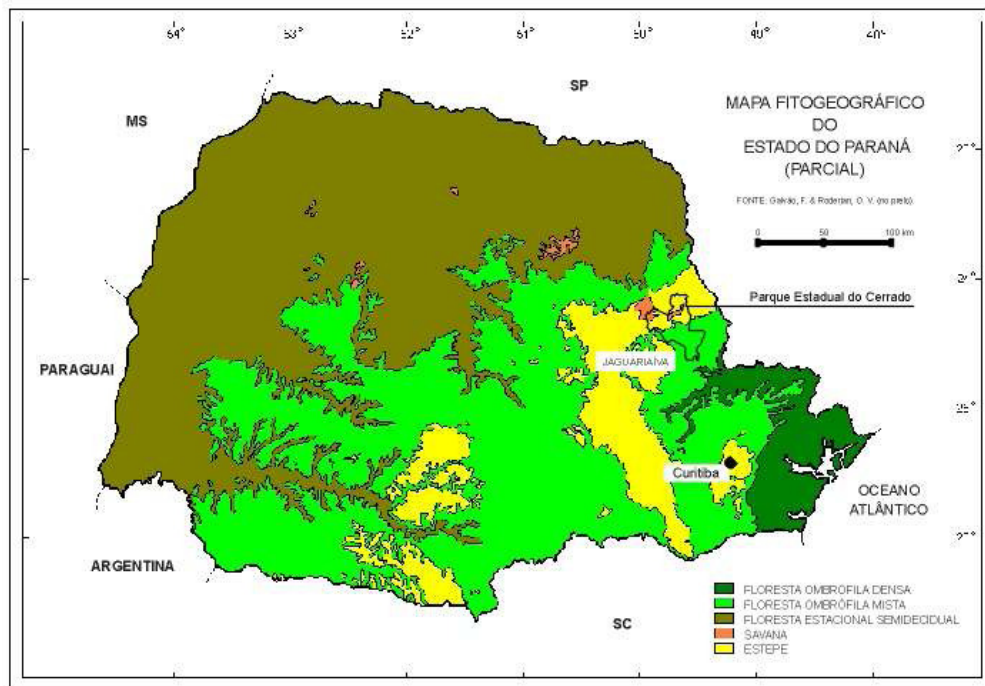 SP
MS
MAPA FITOGEOGRÁFICO
DO
ESTADO DO PARANÁ
(PARCIAL)
FONTE: Galvão, F. & Roderjan, O. V. (no prelo).
0 50 100 km
Parque Estadual do Cerrado
JAGUARIAÍVA
PARAGUAI
Curitiba
OCEANO
ATLÂNTICO
ARGENTINA
SC
FLORESTA OMBRÓFILA DENSA
FLORESTA OMBRÓFILA MISTA
FLORESTA ESTACIONAL SEMIDECIDUAL
SAVANA
ESTEPE